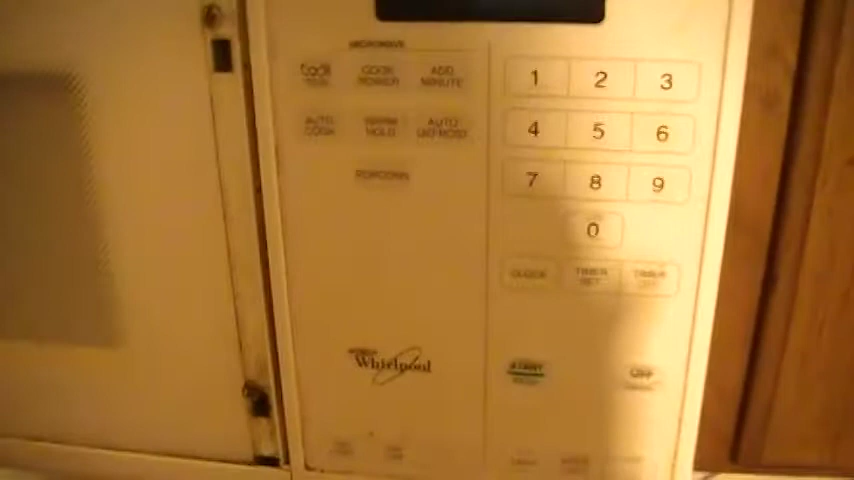 MICROWAVE
COOK TIME
COOK POWER
ADD MINUTE
AUTO COOK
WARM HOLD
AUTO DEFROST
POPCORN
1 2 3
4 5 6
7 8 9
0
CLOCK
TIMER SET
TIMER OFF
Whirlpool
START
OFF